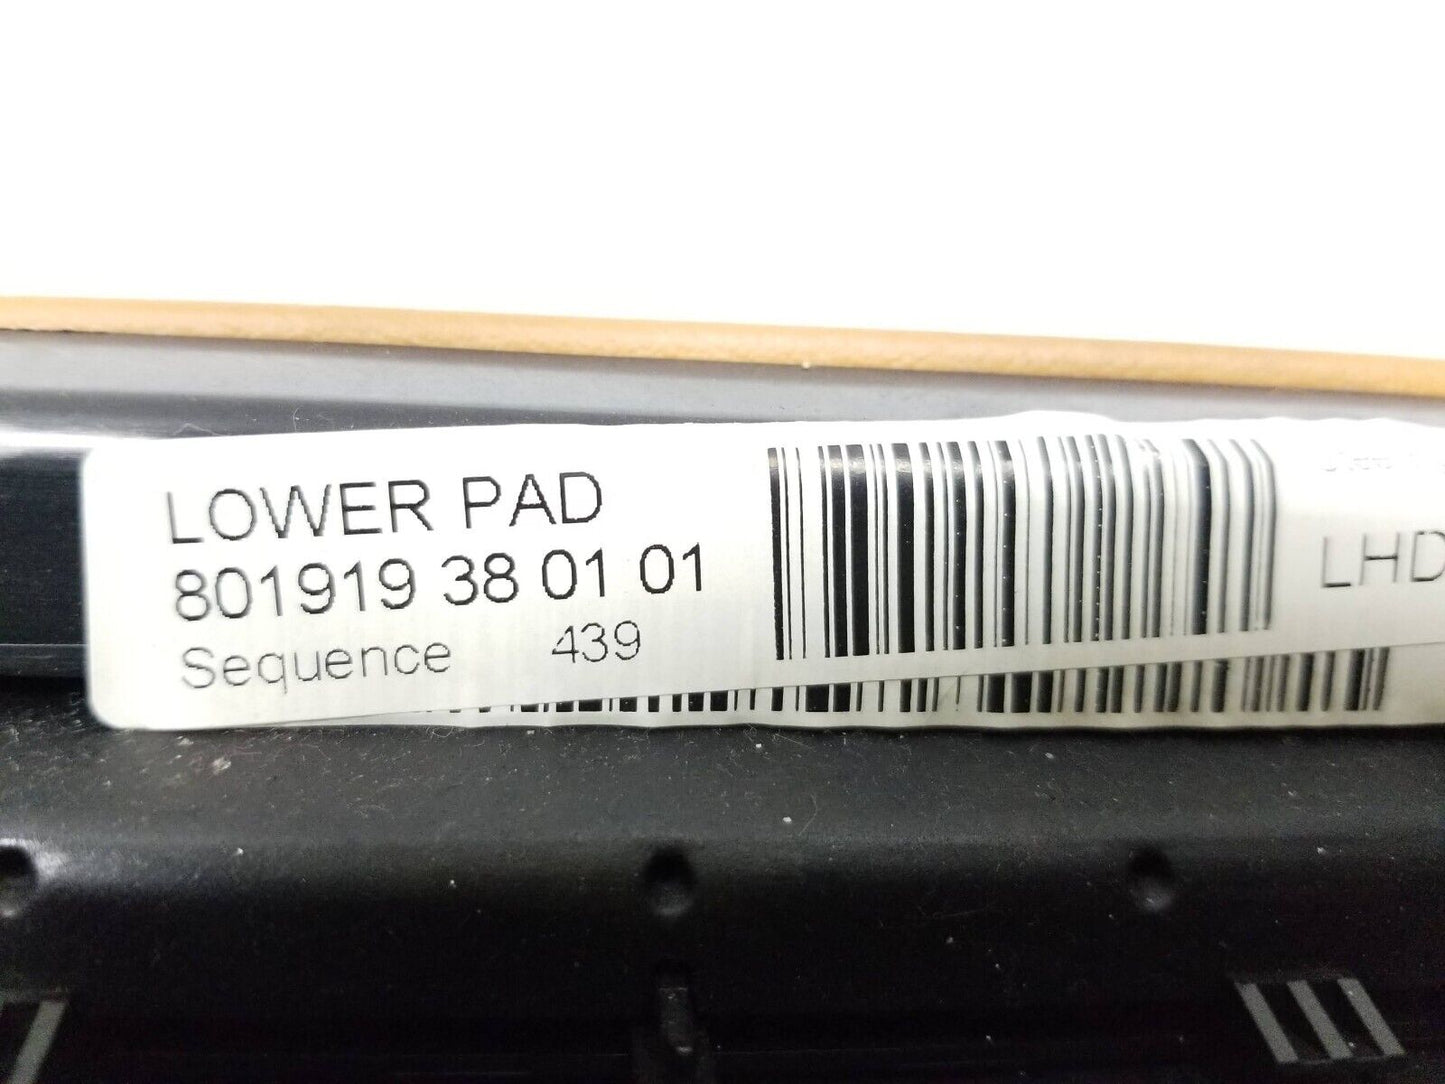 LOWER PAD
801919 38 01 01
Sequence 439
LHD